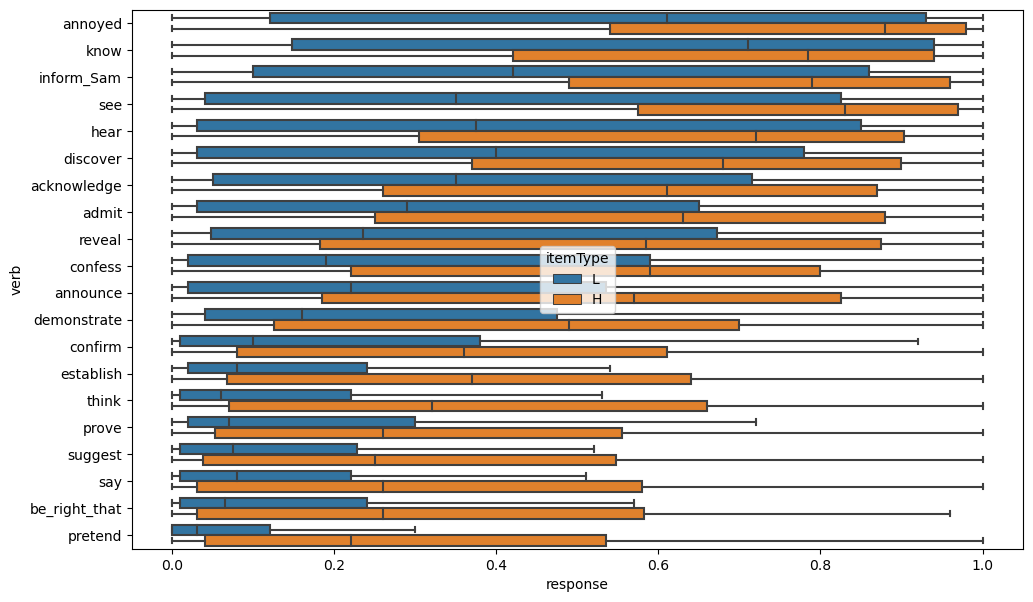 annoyed
know
inform_Sam
see
hear
discover
acknowledge
admit
reveal
confess
announce
demonstrate
confirm
establish
think
prove
suggest
say
be_right_that
pretend
verb
itemType
L
H
0.0 0.2 0.4 0.6 0.8 1.0
response